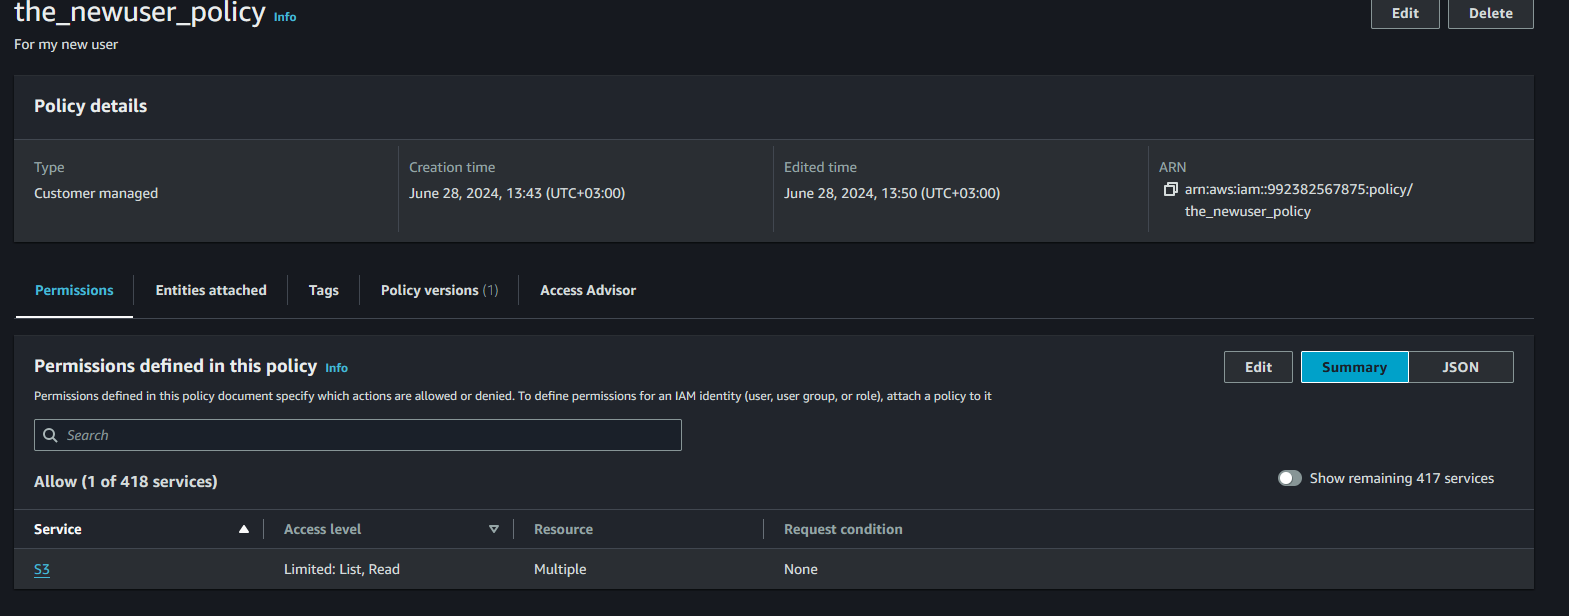 the_newuser_policy Info
Edit
Delete
For my new user
Policy details
Type
Customer managed
Creation time
June 28, 2024, 13:43 (UTC+03:00)
Edited time
June 28, 2024, 13:50 (UTC+03:00)
ARN
arn:aws:iam::992382567875:policy/
the_newuser_policy
Permissions
Entities attached
Tags
Policy versions (1)
Access Advisor
Permissions defined in this policy Info
Edit
Summary
JSON
Permissions defined in this policy document specify which actions are allowed or denied. To define permissions for an IAM identity (user, user group, or role), attach a policy to it
Search
Allow (1 of 418 services)
Show remaining 417 services
Service
Access level
Resource
Request condition
S3
Limited: List, Read
Multiple
None